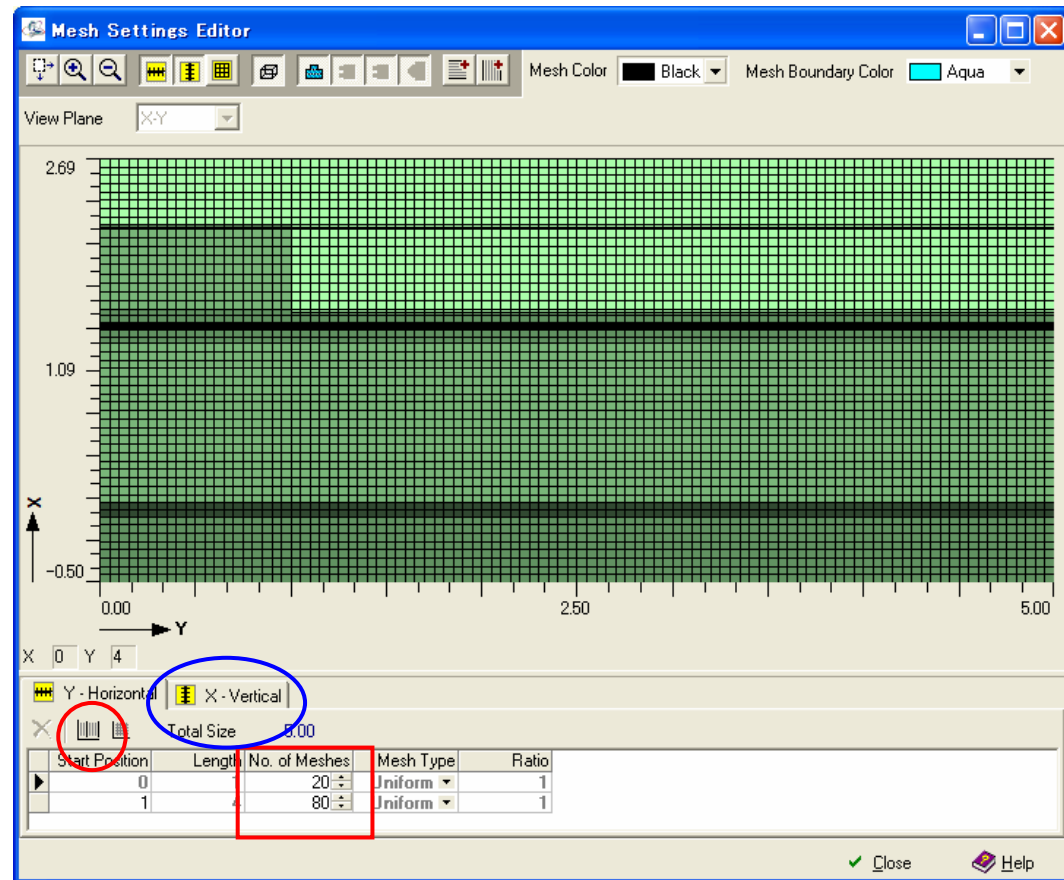 Mesh Settings Editor
Mesh Color Black Mesh Boundary Color Aqua
View Plane X-Y
2.69
1.09
X
-0.50
0.00 2.50 5.00
Y
X 0 Y 4
Y - Horizontal X - Vertical
Total Size 5.00
Start Position Length No. of Meshes Mesh Type Ratio
0 1 20 Uniform 1
1 4 80 Uniform 1
Close Help